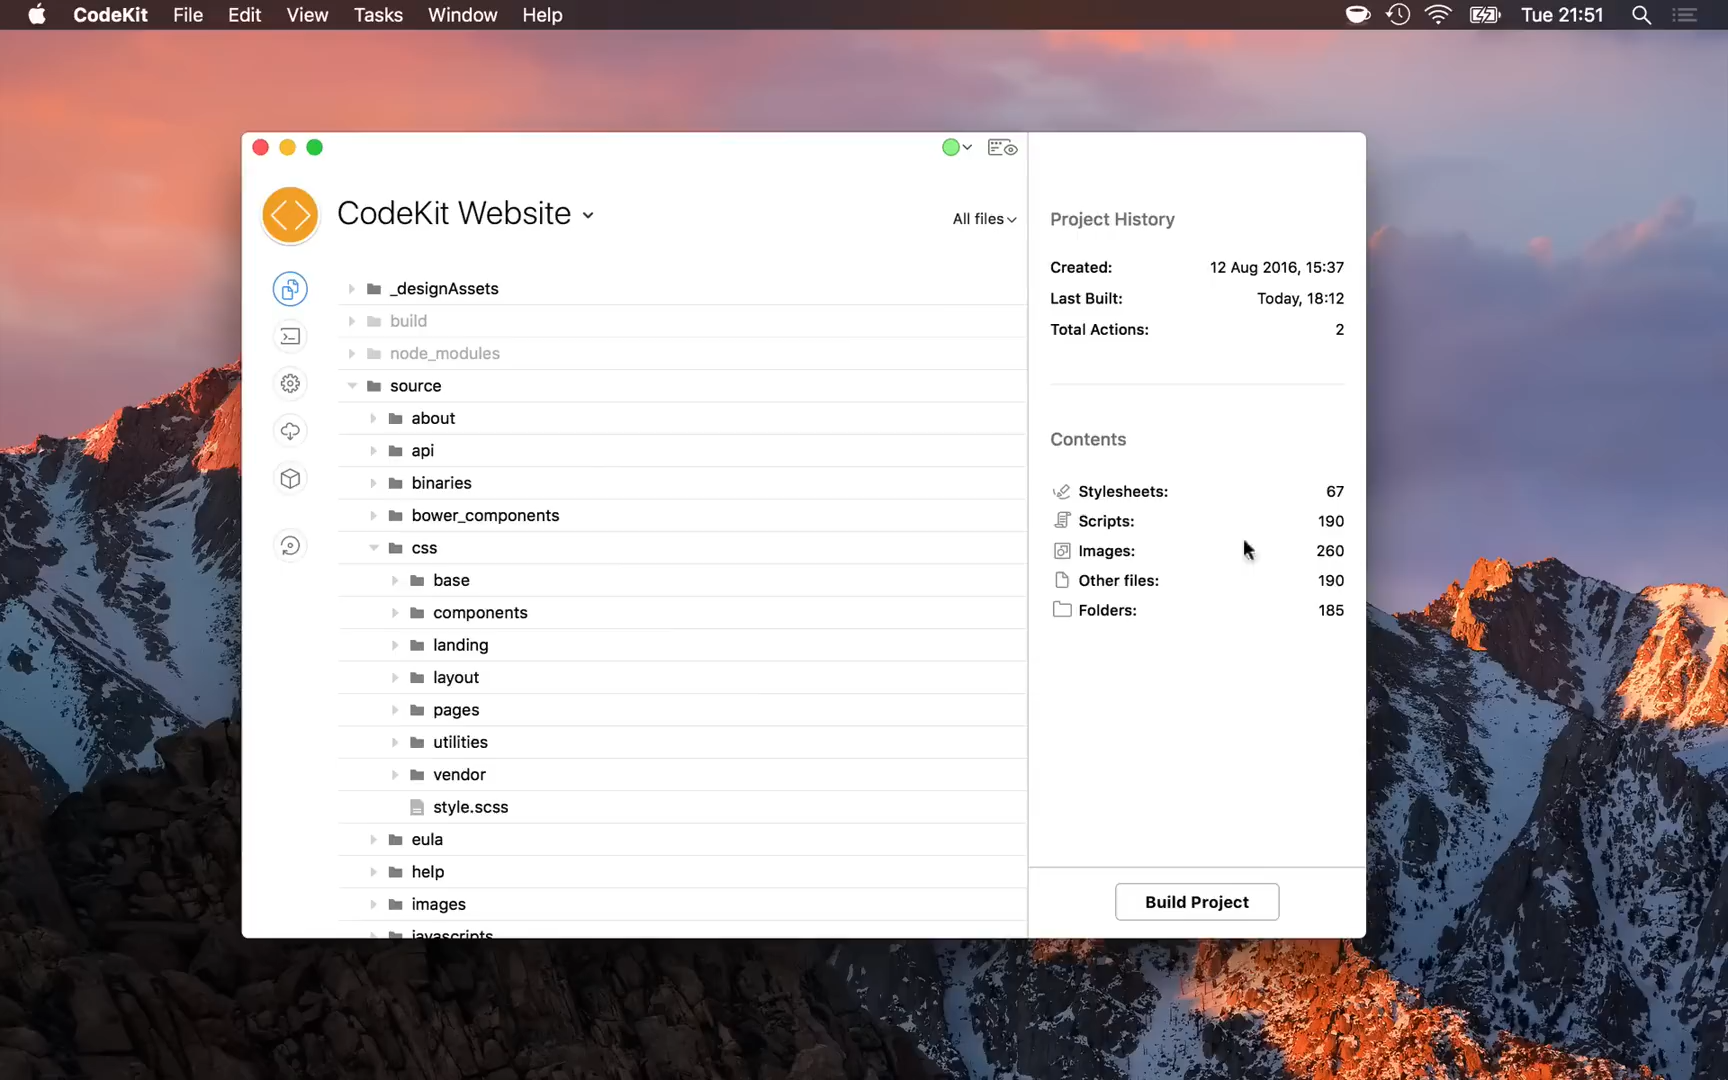 CodeKit File Edit View Tasks Window Help Tue 21:51
CodeKit Website
All files
_designAssets
build
node_modules
source
about
api
binaries
bower_components
css
base
components
landing
layout
pages
utilities
vendor
style.scss
eula
help
images
javascripts
Project History
Created: 12 Aug 2016, 15:37
Last Built: Today, 18:12
Total Actions: 2
Contents
Stylesheets: 67
Scripts: 190
Images: 260
Other files: 190
Folders: 185
Build Project